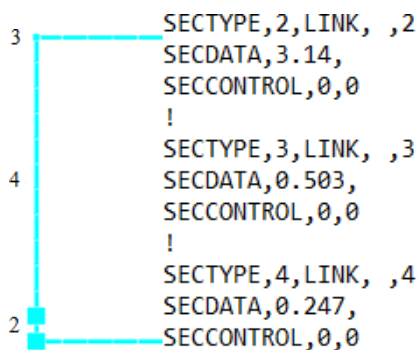 3
SECTYPE,2,LINK, ,2
SECDATA,3.14,
SECCONTROL,0,0
!
SECTYPE,3,LINK, ,3
4
SECDATA,0.503,
SECCONTROL,0,0
!
SECTYPE,4,LINK, ,4
2
SECDATA,0.247,
SECCONTROL,0,0